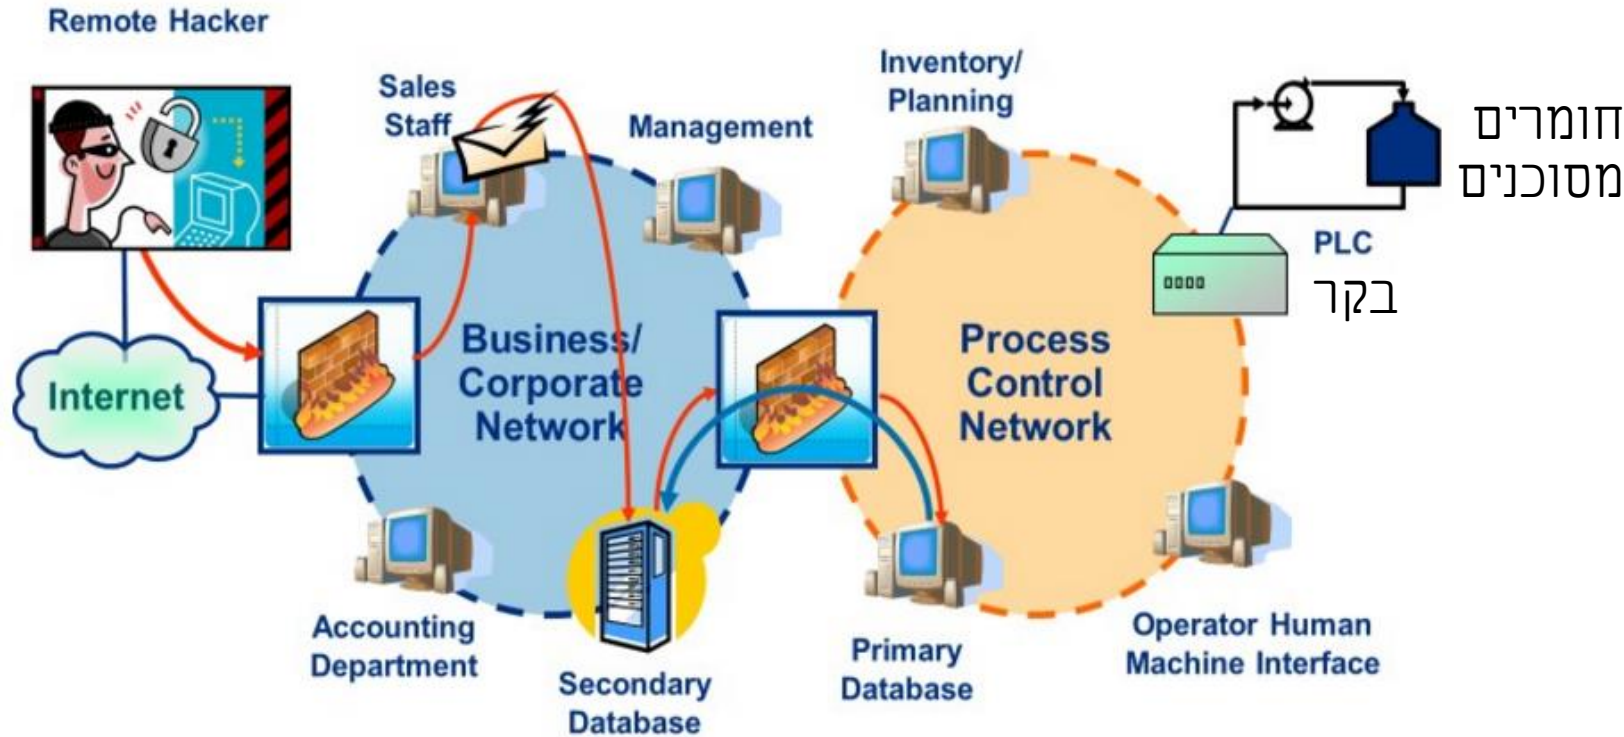 Remote Hacker
Sales
Staff
Management
Inventory/
Planning
חומרים
מסוכנים
PLC
בקר
Internet
Business/
Corporate
Network
Process
Control
Network
Accounting
Department
Secondary
Database
Primary
Database
Operator Human
Machine Interface